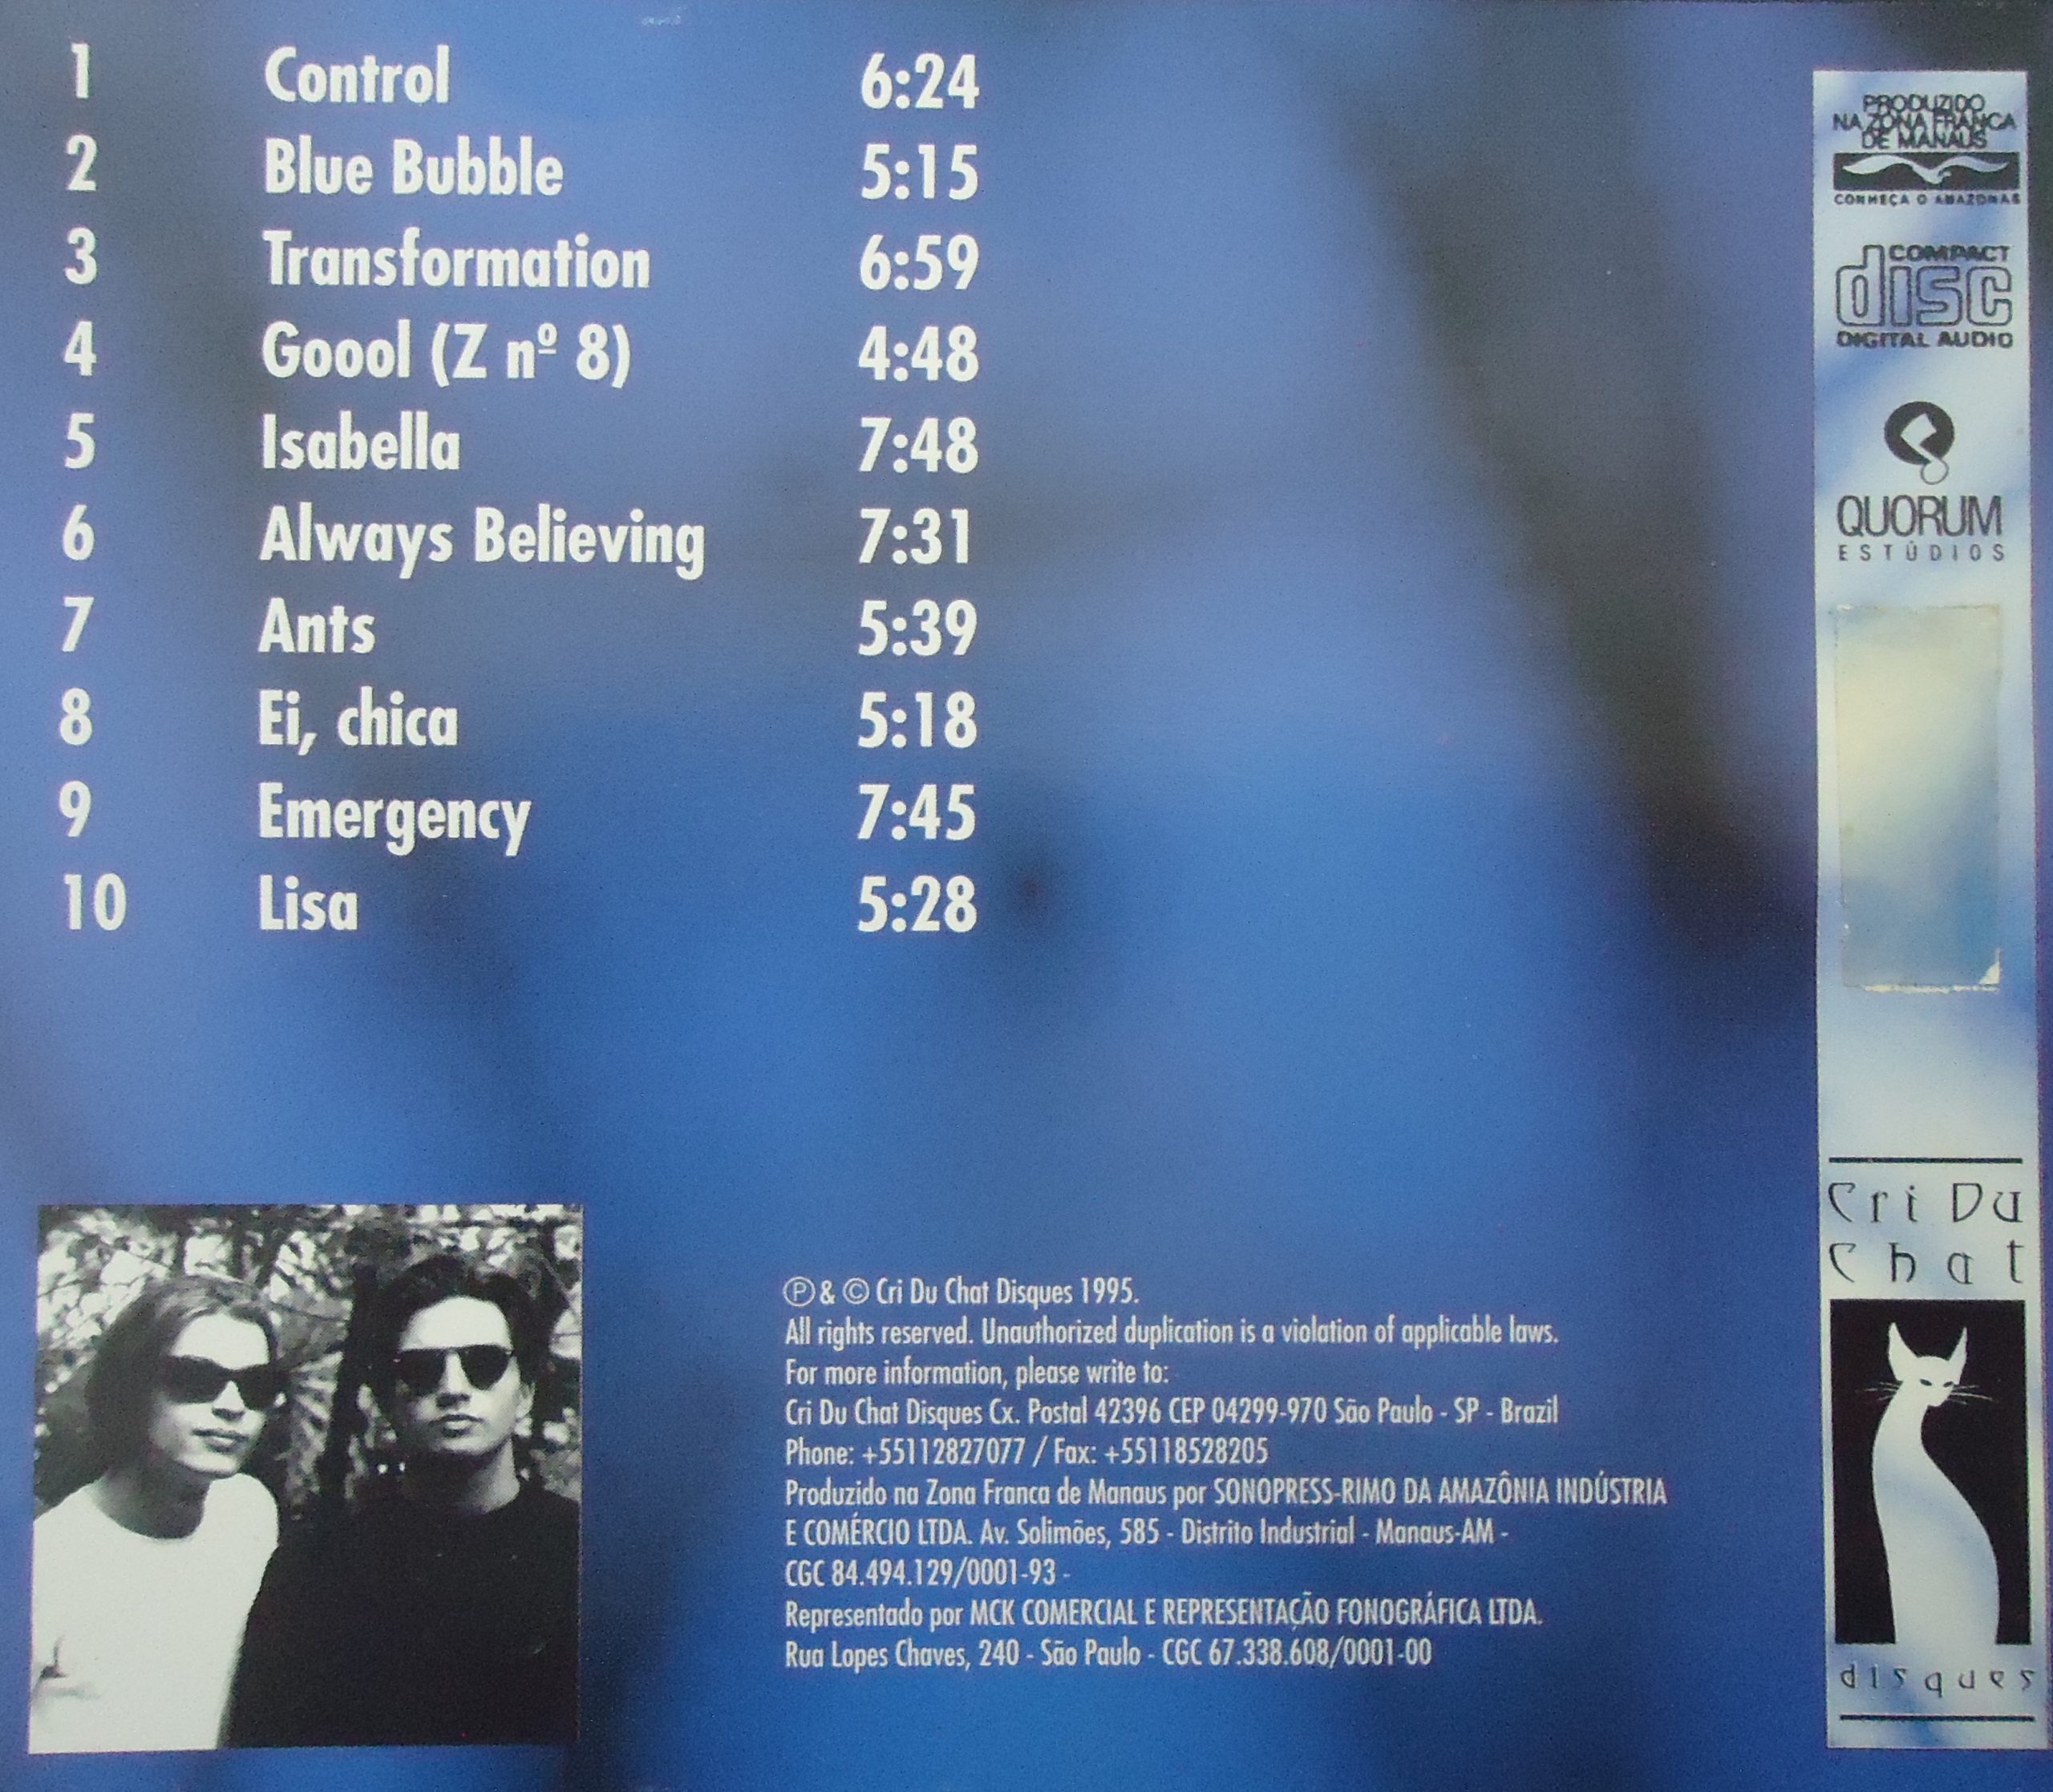 1 Control 6:24
2 Blue Bubble 5:15
3 Transformation 6:59
4 Goool (Z nº 8) 4:48
5 Isabella 7:48
6 Always Believing 7:31
7 Ants 5:39
8 Ei, chica 5:18
9 Emergency 7:45
10 Lisa 5:28
℗ & © Cri Du Chat Disques 1995.
All rights reserved. Unauthorized duplication is a violation of applicable laws.
For more information, please write to:
Cri Du Chat Disques Cx. Postal 42396 CEP 04299-970 São Paulo - SP - Brazil
Phone: +55112827077 / Fax: +55118528205
Produzido na Zona Franca de Manaus por SONOPRESS-RIMO DA AMAZÔNIA INDÚSTRIA
E COMÉRCIO LTDA. Av. Solimões, 585 - Distrito Industrial - Manaus-AM -
CGC 84.494.129/0001-93 -
Representado por MCK COMERCIAL E REPRESENTAÇÃO FONOGRÁFICA LTDA.
Rua Lopes Chaves, 240 - São Paulo - CGC 67.338.608/0001-00
PRODUZIDO
NA ZONA FRANCA
DE MANAUS
CONHEÇA O AMAZONAS
COMPACT
disc
DIGITAL AUDIO
QUORUM
ESTÚDIOS
Cri Du
Chat
disques